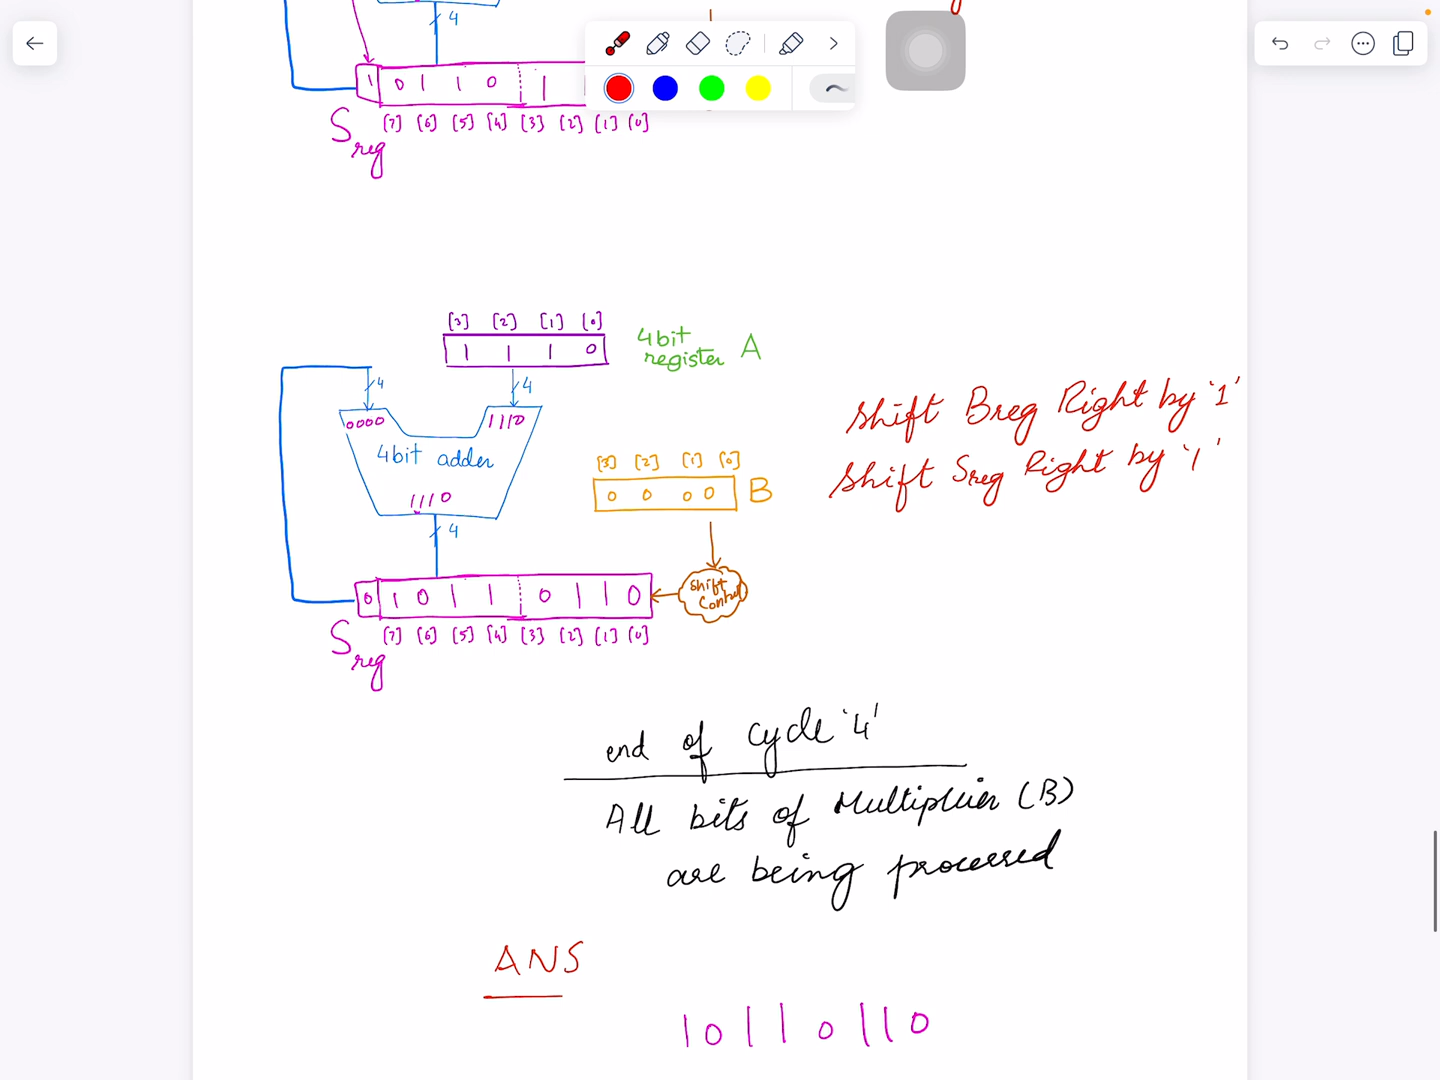 4
1 0 1 1 0 1
S reg
[7] [6] [5] [4] [3] [2] [1] [0]
[3] [2] [1] [0]
1 1 1 0
4bit register A
4 4
0000 1110
4bit adder
1110
4
[3] [2] [1] [0]
0 0 0 0 B
Shift Breg Right by '1'
Shift Sreg Right by '1'
0 1 0 1 1 0 1 1 0
Shift Control
S reg
[7] [6] [5] [4] [3] [2] [1] [0]
end of cycle '4'
All bits of Multiplier (B)
are being processed
ANS
10110110